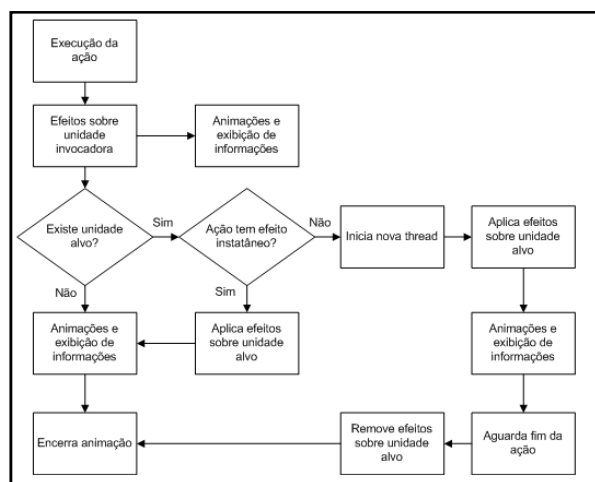 Execução da
ação
Efeitos sobre
unidade
invocadora
Animações e
exibição de
informações
Existe unidade
alvo?
Sim
Ação tem efeito
instatâneo?
Não
Inicia nova thread
Aplica efeitos
sobre unidade
alvo
Não
Sim
Animações e
exibição de
informações
Aplica efeitos
sobre unidade
alvo
Animações e
exibição de
informações
Encerra animação
Remove efeitos
sobre unidade
alvo
Aguarda fim da
ação